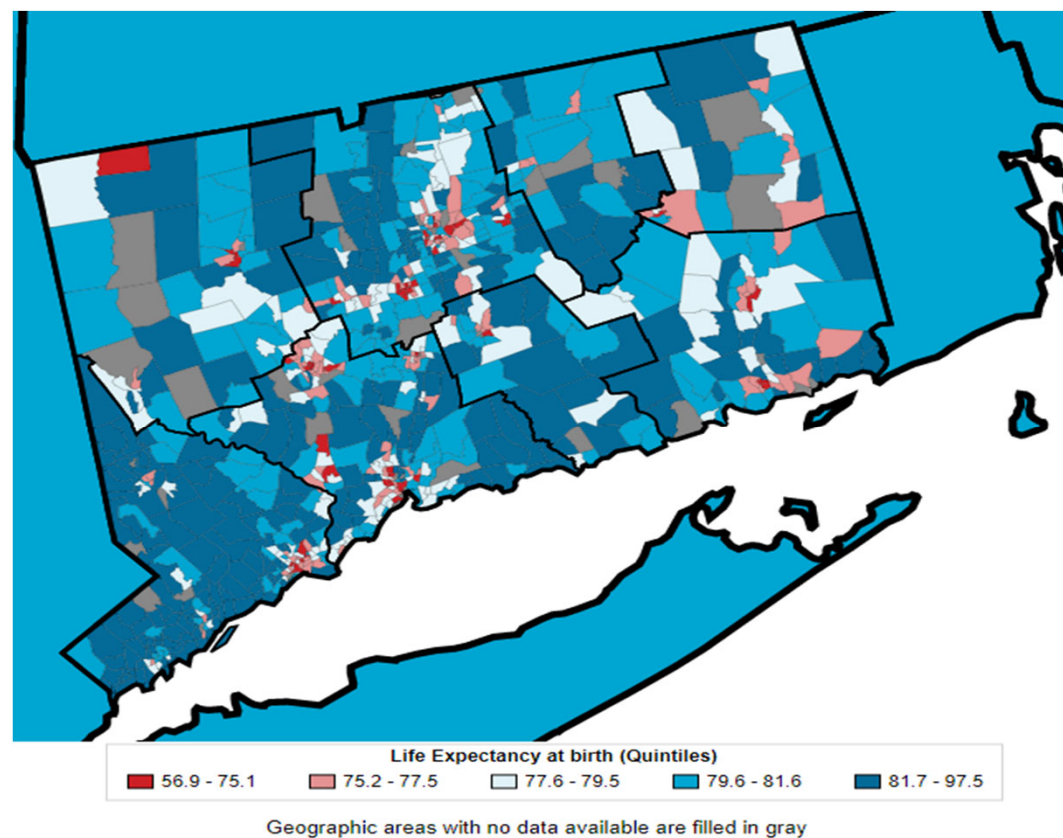 Life Expectancy at birth (Quintiles)
56.9 - 75.1 75.2 - 77.5 77.6 - 79.5 79.6 - 81.6 81.7 - 97.5
Geographic areas with no data available are filled in gray